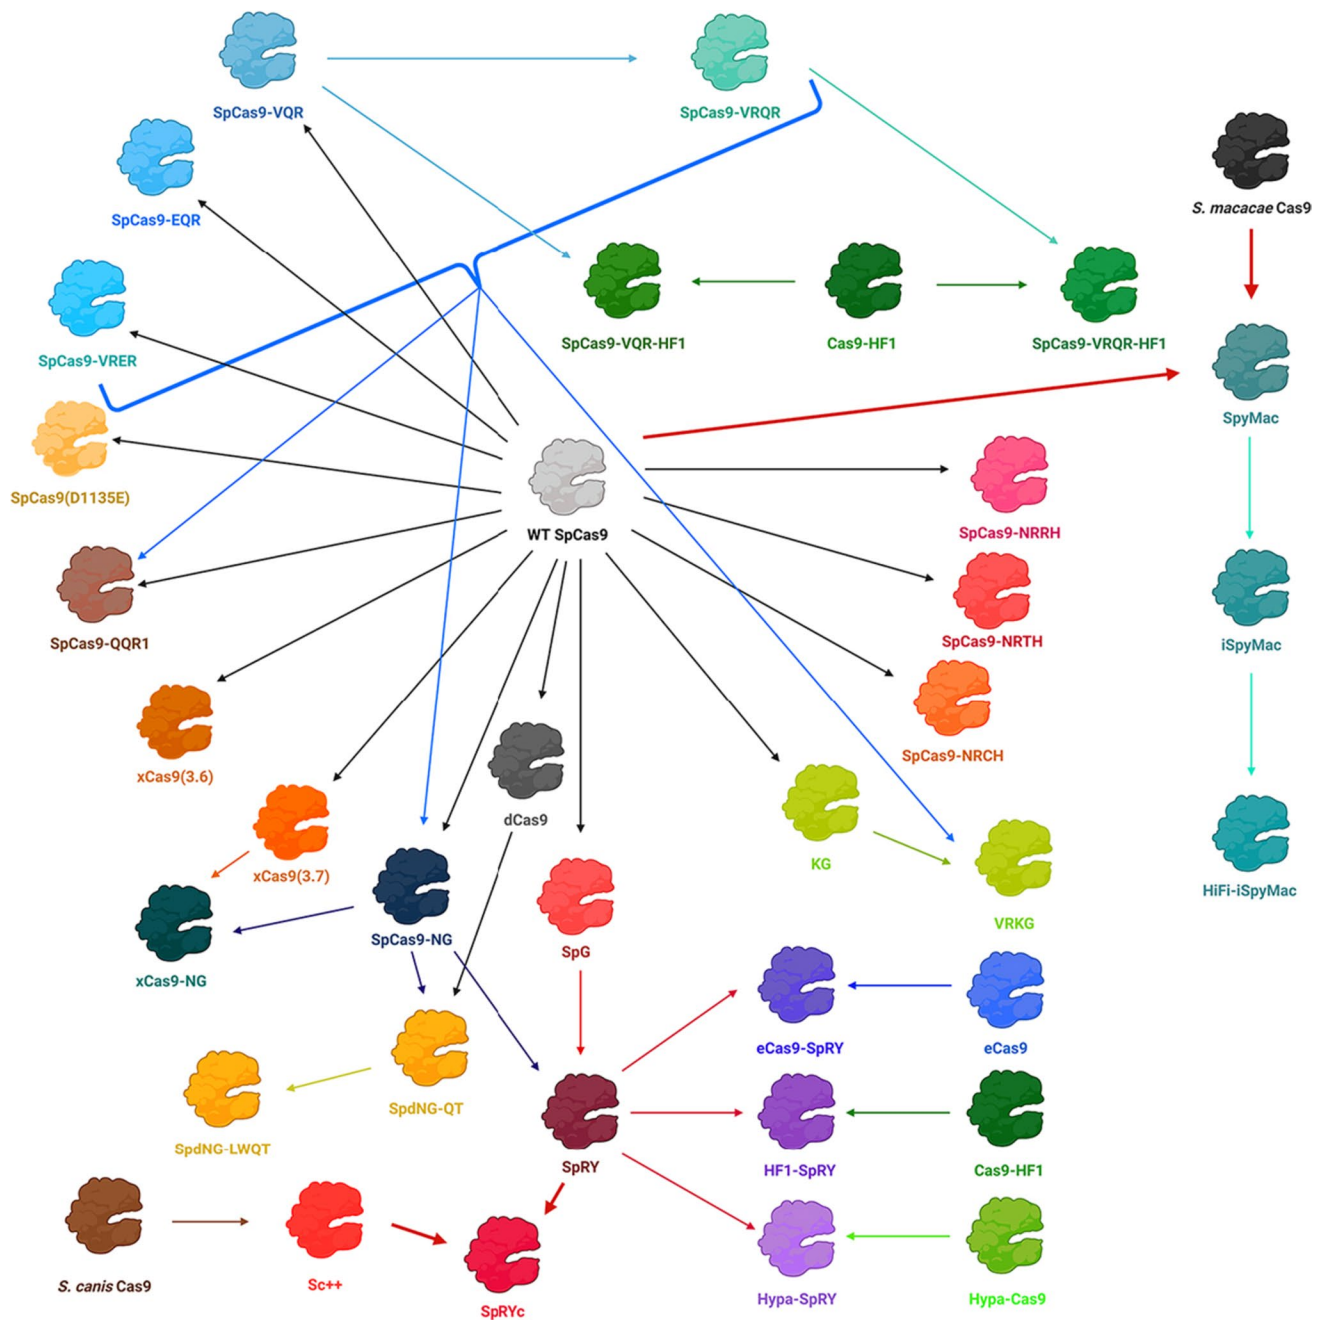 SpCas9-VQR
SpCas9-VRQR
SpCas9-EQR
S. macacae Cas9
SpCas9-VRER
SpCas9-VQR-HF1
Cas9-HF1
SpCas9-VRQR-HF1
SpyMac
SpCas9(D1135E)
WT SpCas9
SpCas9-NRRH
SpCas9-QQR1
SpCas9-NRTH
iSpyMac
SpCas9-NRCH
xCas9(3.6)
dCas9
KG
xCas9(3.7)
HiFi-iSpyMac
VRKG
SpCas9-NG
SpG
xCas9-NG
eCas9-SpRY
eCas9
SpdNG-QT
SpdNG-LWQT
SpRY
HF1-SpRY
Cas9-HF1
S. canis Cas9
Sc++
SpRYc
Hypa-SpRY
Hypa-Cas9